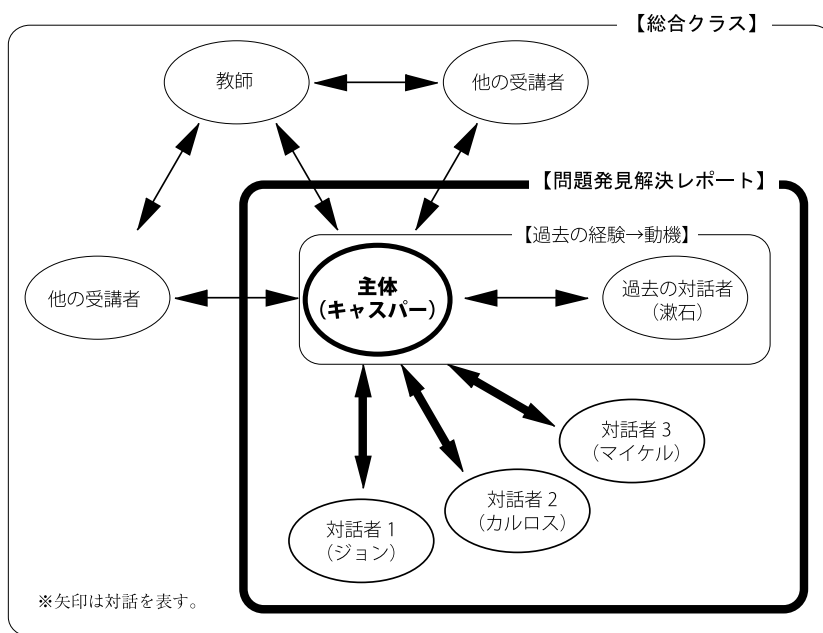 【総合クラス】
教師
他の受講者
【問題発見解決レポート】
【過去の経験→動機】
他の受講者
主体
(キャスパー)
過去の対話者
(漱石)
対話者 3
(マイケル)
対話者 2
(カルロス)
対話者 1
(ジョン)
※矢印は対話を表す。